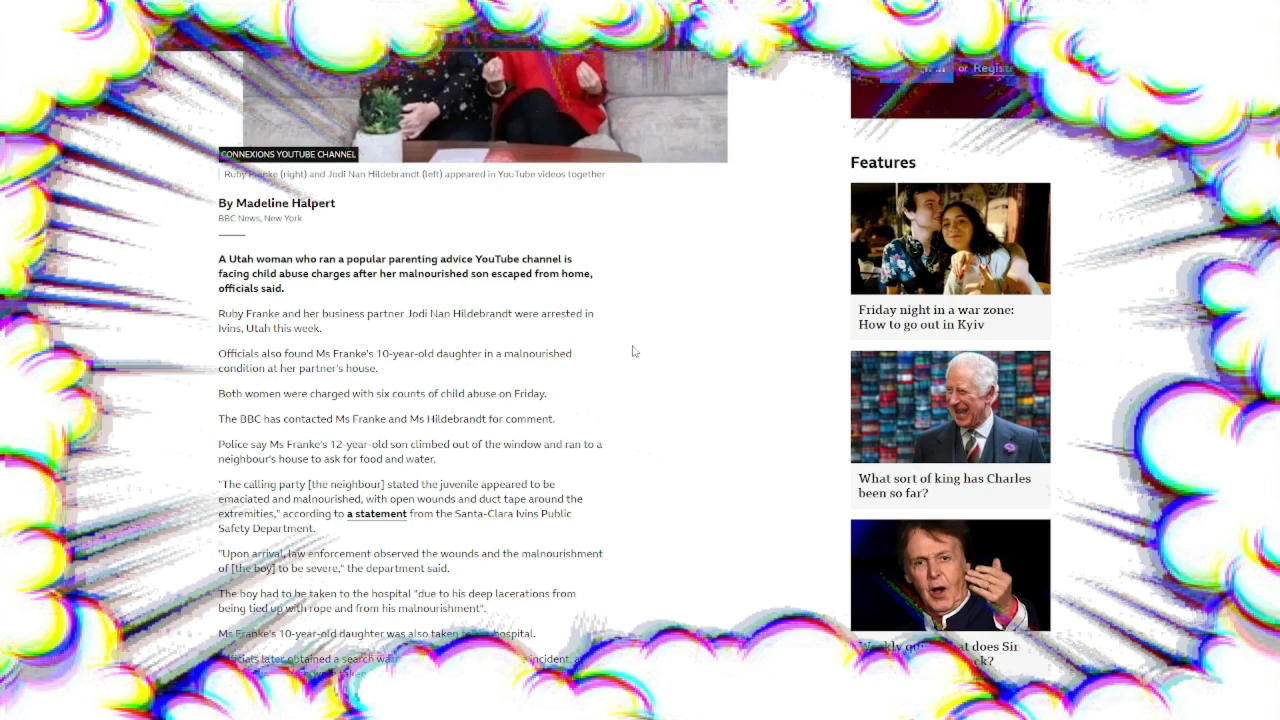 or Regist
CONNEXIONS YOUTUBE CHANNEL
Ruby Franke (right) and Jodi Nan Hildebrandt (left) appeared in YouTube videos together
By Madeline Halpert
BBC News, New York
A Utah woman who ran a popular parenting advice YouTube channel is
facing child abuse charges after her malnourished son escaped from home,
officials said.
Ruby Franke and her business partner Jodi Nan Hildebrandt were arrested in
Ivins, Utah this week.
Officials also found Ms Franke's 10-year-old daughter in a malnourished
condition at her partner's house.
Both women were charged with six counts of child abuse on Friday.
The BBC has contacted Ms Franke and Ms Hildebrandt for comment.
Police say Ms Franke's 12-year-old son climbed out of the window and ran to a
neighbour's house to ask for food and water.
"The calling party [the neighbour] stated the juvenile appeared to be
emaciated and malnourished, with open wounds and duct tape around the
extremities," according to a statement from the Santa-Clara Ivins Public
Safety Department.
"Upon arrival, law enforcement observed the wounds and the malnourishment
of [the boy] to be severe," the department said.
The boy had to be taken to the hospital "due to his deep lacerations from
being tied up with rope and from his malnourishment".
Ms Franke's 10-year-old daughter was also taken hospital.
later obtained a search incident,
Features
Friday night in a war zone:
How to go out in Kyiv
What sort of king has Charles
been so far?
Weekly does Sir